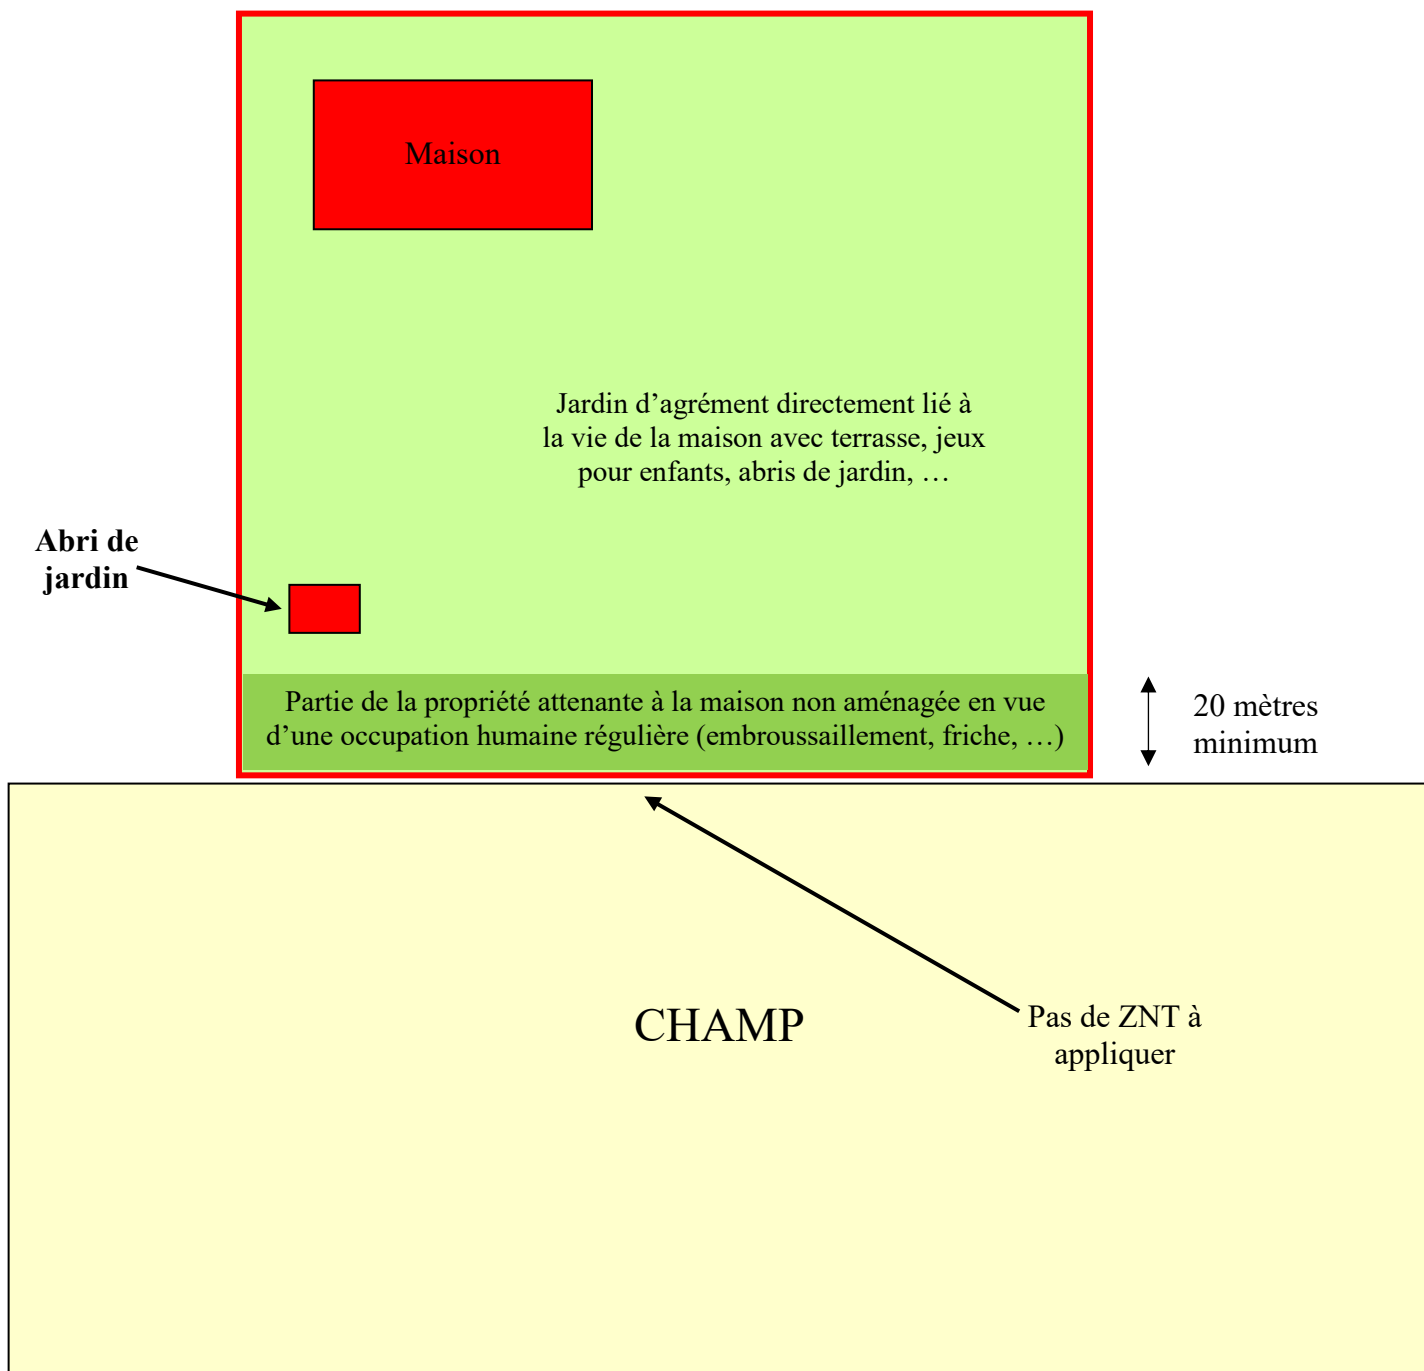 Maison
Jardin d’agrément directement lié à
la vie de la maison avec terrasse, jeux
pour enfants, abris de jardin, …
Abri de
jardin
Partie de la propriété attenante à la maison non aménagée en vue
d’une occupation humaine régulière (embroussaillement, friche, …)
20 mètres
minimum
CHAMP
Pas de ZNT à
appliquer